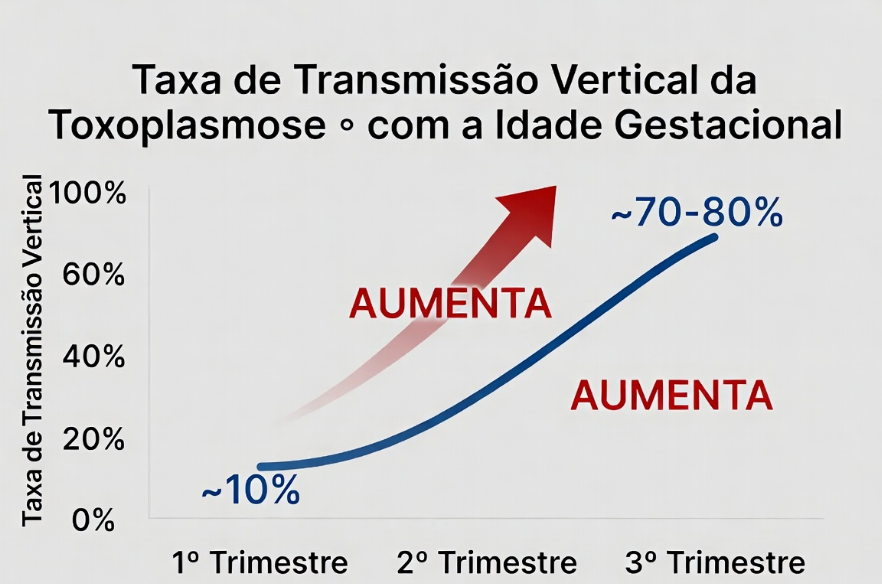 Taxa de Transmissão Vertical da
Toxoplasmose ∘ com a Idade Gestacional
Taxa de Transmissão Vertical
100%
60%
40%
20%
0%
~70-80%
AUMENTA
AUMENTA
~10%
1º Trimestre
2º Trimestre
3º Trimestre